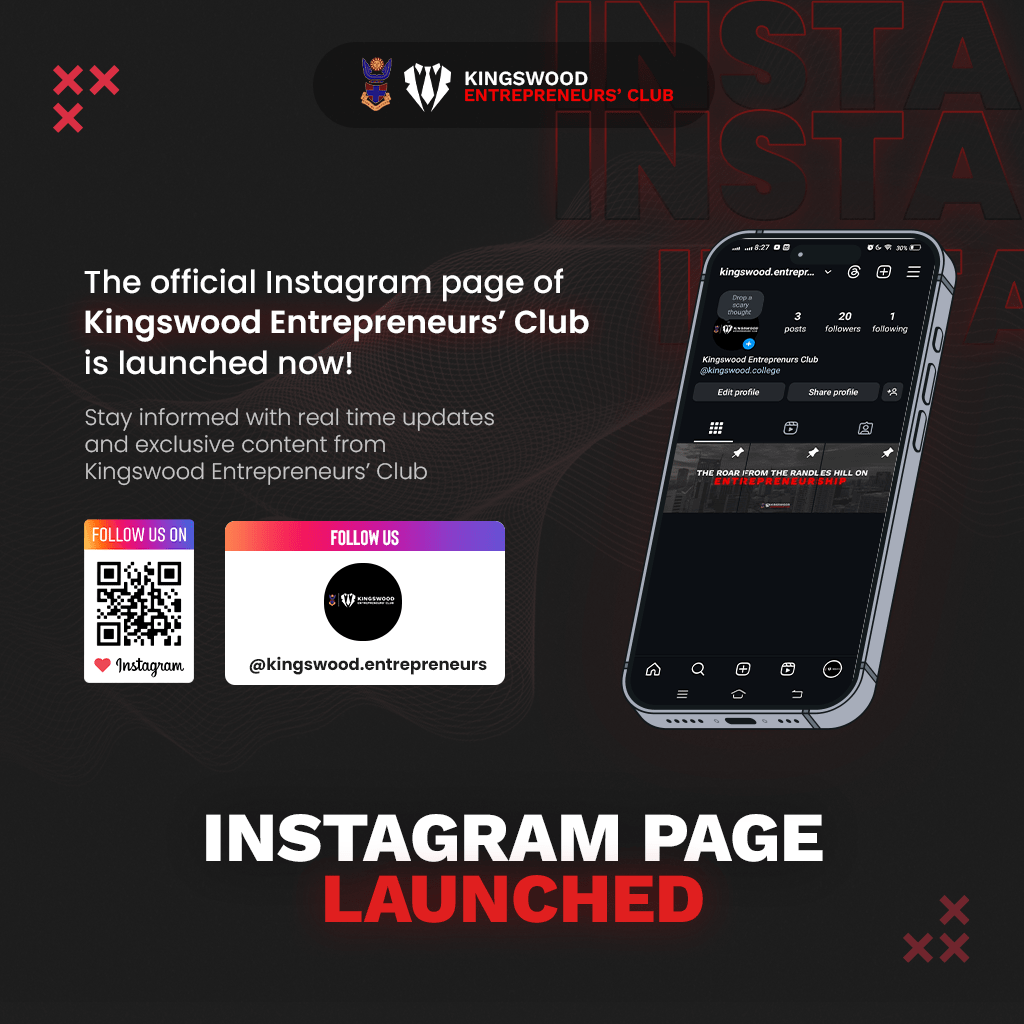 INSTA
INSTA
INSTA
KINGSWOOD
ENTREPRENEURS' CLUB
The official Instagram page of
Kingswood Entrepreneurs' Club
is launched now!
Stay informed with real time updates
and exclusive content from
Kingswood Entrepreneurs' Club
FOLLOW US ON
Instagram
FOLLOW US
KINGSWOOD
ENTREPRENEURS' CLUB
@kingswood.entrepreneurs
8:27
30%
kingswood.entrepr...
Drop a
scary
thought
3
posts
20
followers
1
following
Kingswood Entreprenurs Club
@kingswood.college
Edit profile
Share profile
THE ROAR FROM THE RANDLES HILL ON
ENTREPRENEURSHIP
INSTAGRAM PAGE
LAUNCHED